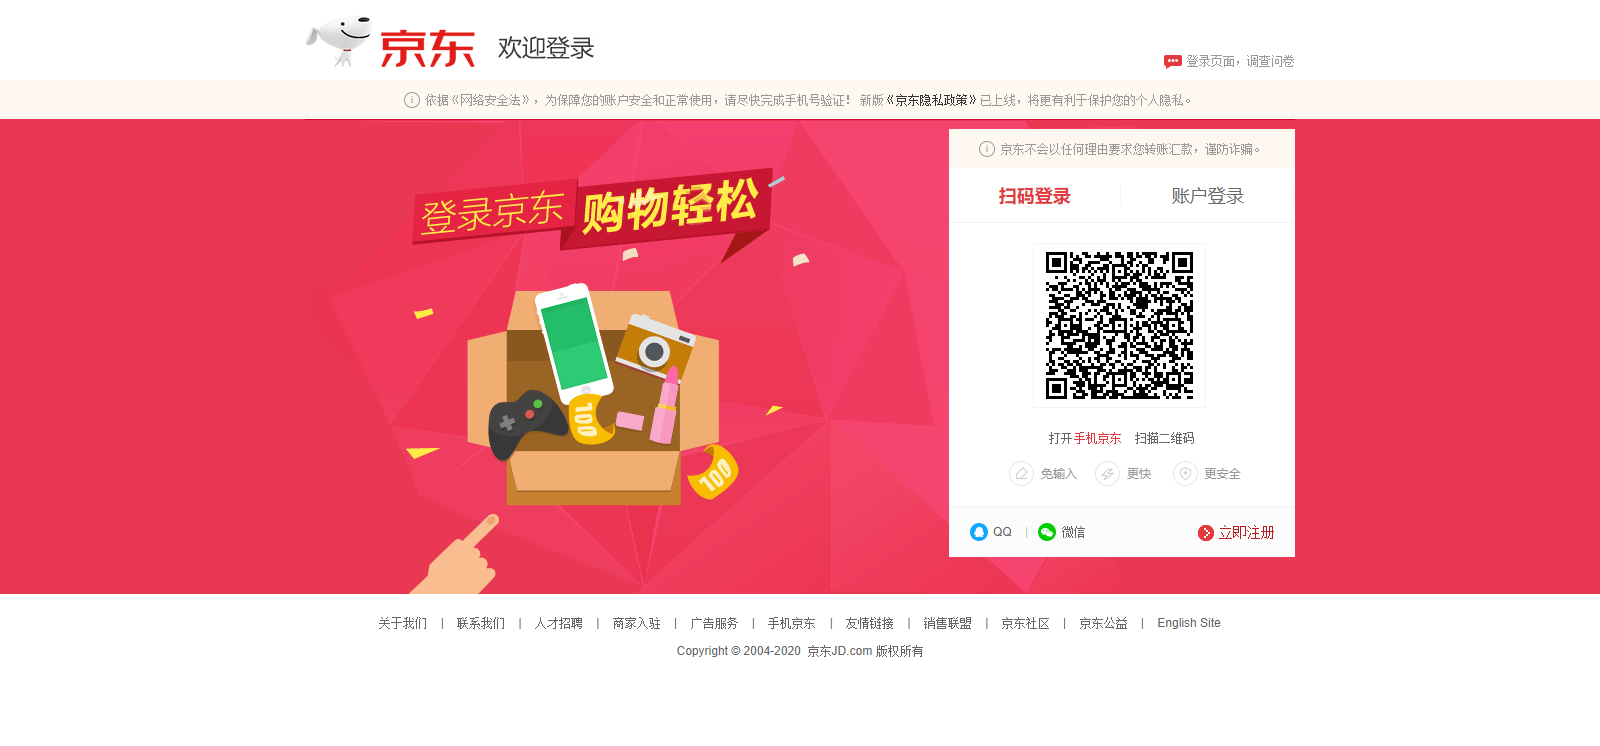 京东 欢迎登录
登录页面，调查问卷
依据《网络安全法》，为保障您的账户安全和正常使用，请尽快完成手机号验证！ 新版《京东隐私政策》已上线，将更有利于保护您的个人隐私。
登录京东 购物轻松
100
100
京东不会以任何理由要求您转账汇款，谨防诈骗。
扫码登录 账户登录
打开手机京东 扫描二维码
免输入 更快 更安全
QQ | 微信 立即注册
关于我们 | 联系我们 | 人才招聘 | 商家入驻 | 广告服务 | 手机京东 | 友情链接 | 销售联盟 | 京东社区 | 京东公益 | English Site
Copyright © 2004-2020 京东JD.com 版权所有